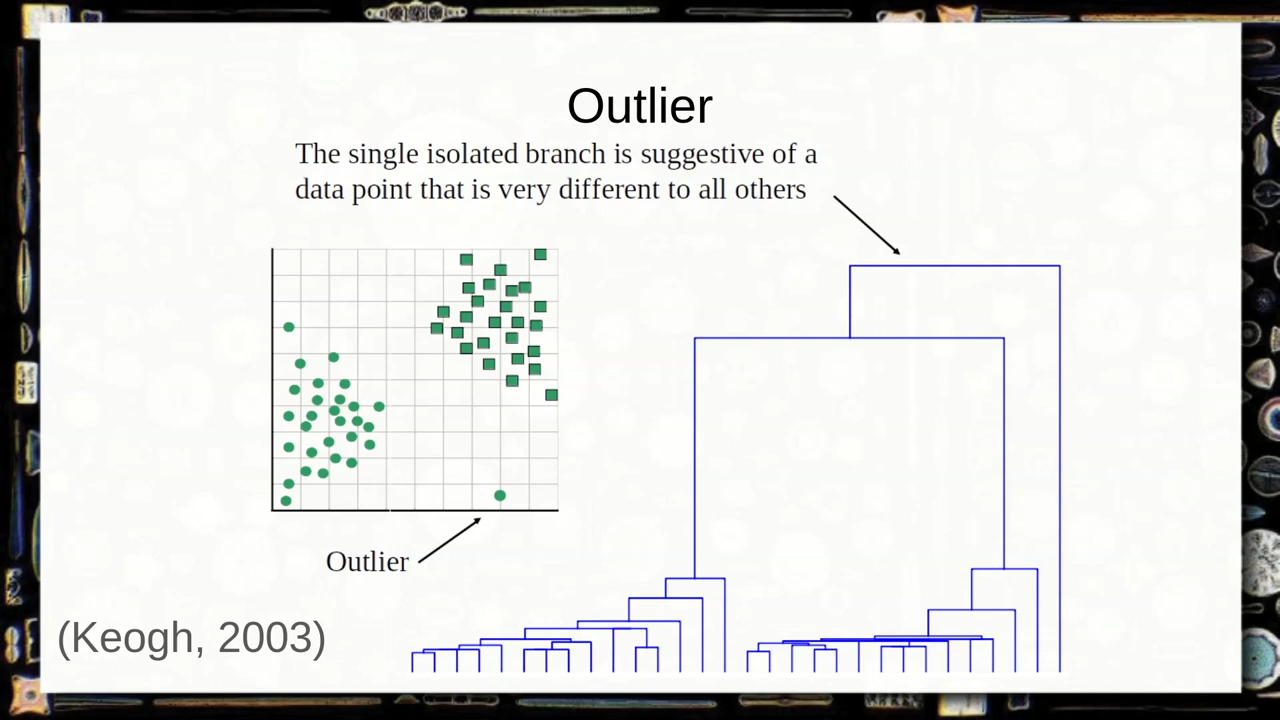 Outlier
The single isolated branch is suggestive of a
data point that is very different to all others
Outlier
(Keogh, 2003)